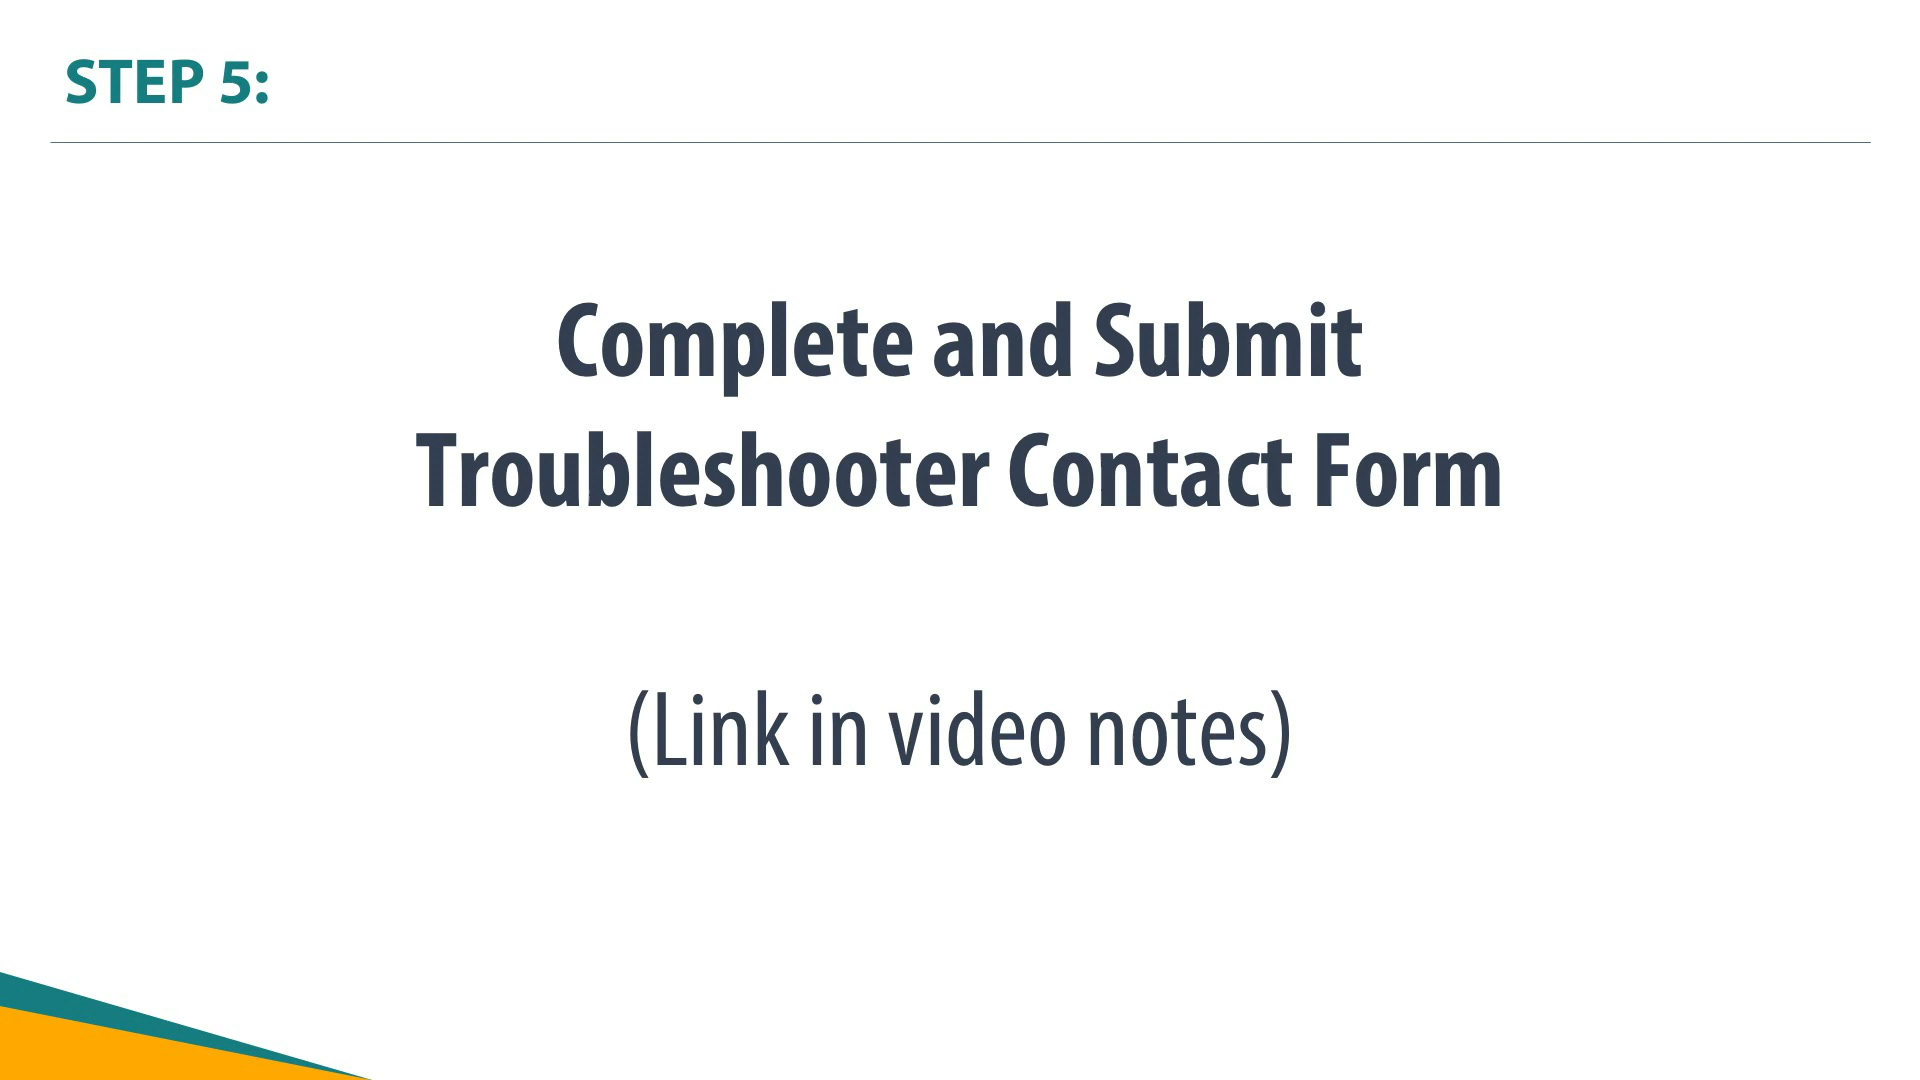 STEP 5:
Complete and Submit
Troubleshooter Contact Form
(Link in video notes)